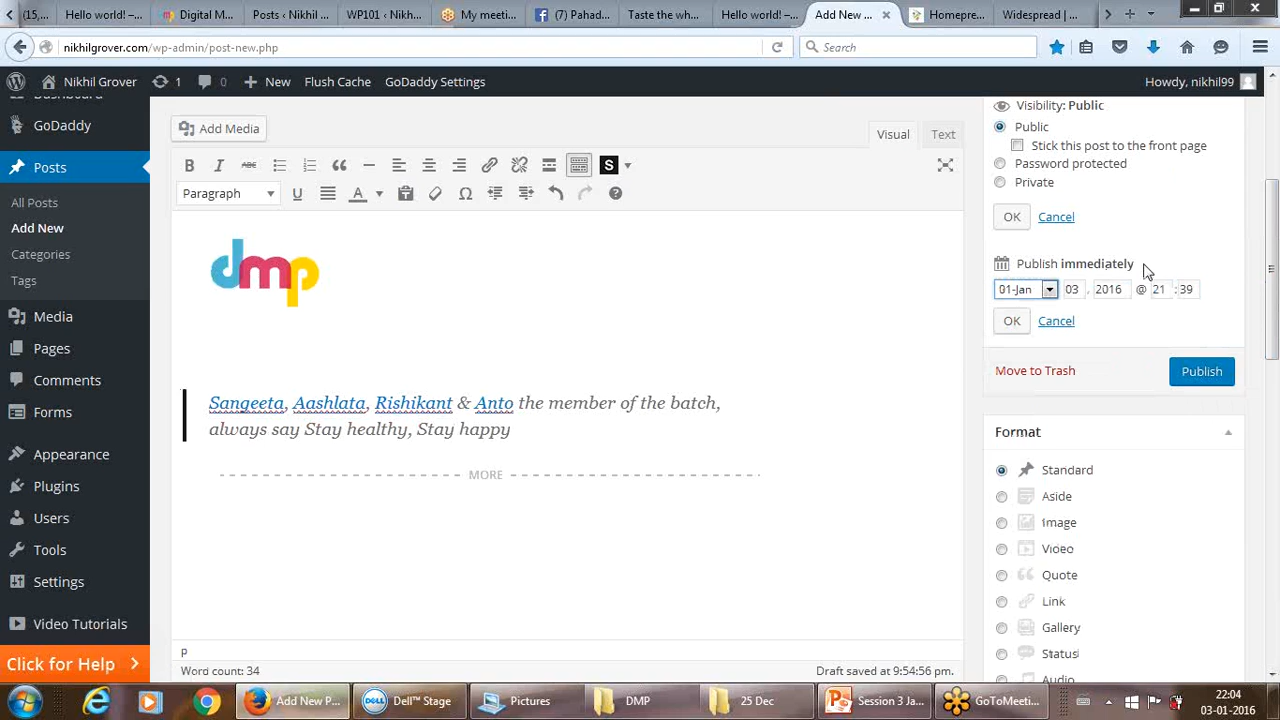 (15,
Hello world! –...
Digital M...
Posts ‹ Nikhil ...
WP101 ‹ Nikh...
My meeti...
(7) Pahad...
Taste the wh...
Hello world! –...
Add New ...
Homepre...
Widespread | ...
nikhilgrover.com/wp-admin/post-new.php
Search
Nikhil Grover
1
0
New
Flush Cache
GoDaddy Settings
Howdy, nikhil99
Dashboard
GoDaddy
Posts
All Posts
Add New
Categories
Tags
Media
Pages
Comments
Forms
Appearance
Plugins
Users
Tools
Settings
Video Tutorials
Click for Help
Add Media
Visual
Text
B I ABC
S
Paragraph
U
A
Ω
dmp
Sangeeta, Aashlata, Rishikant & Anto the member of the batch,
always say Stay healthy, Stay happy
MORE
p
Word count: 34
Draft saved at 9:54:56 pm.
Visibility: Public
Public
Stick this post to the front page
Password protected
Private
OK Cancel
Publish immediately
01-Jan 03 , 2016 @ 21 : 39
OK Cancel
Move to Trash
Publish
Format
Standard
Aside
Image
Video
Quote
Link
Gallery
Status
Audio
Add New P...
Dell™ Stage
Pictures
DMP
25 Dec
Session 3 Ja...
GoToMeeti...
22:04
03-01-2016